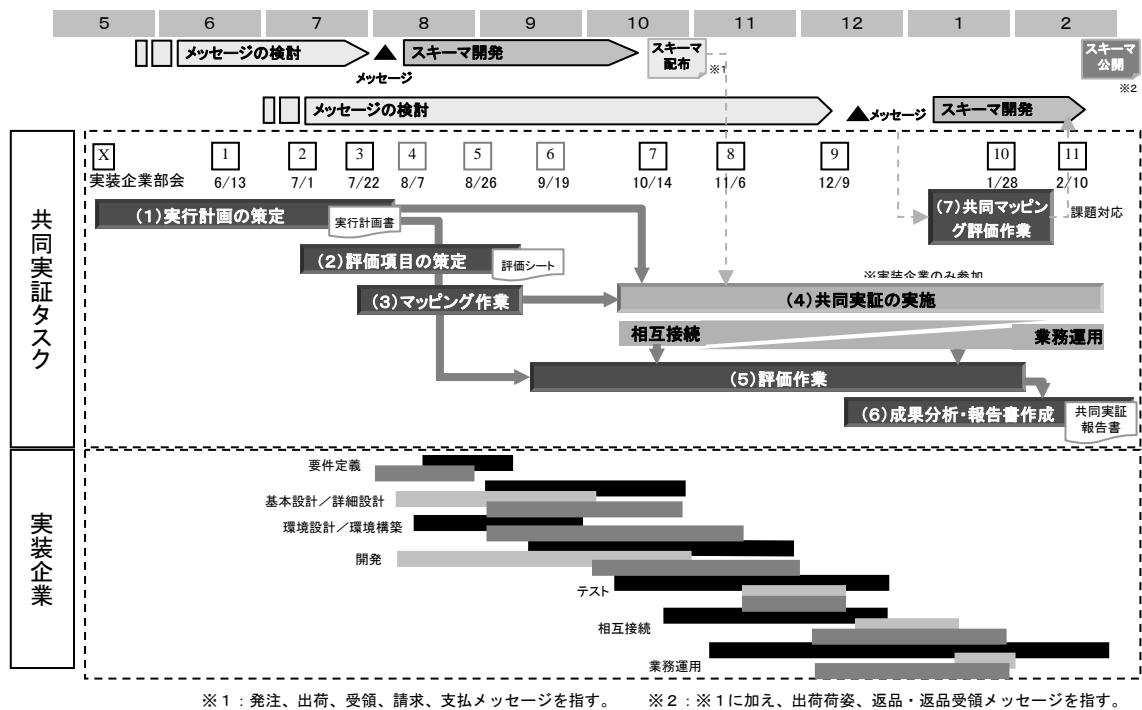 5 6 7 8 9 10 11 12 1 2
メッセージの検討
メッセージ
スキーマ開発
スキーマ
配布
※1
スキーマ
公開
※2
メッセージの検討
メッセージ
スキーマ開発
共同実証タスク
X 1 2 3 4 5 6 7 8 9 10 11
実装企業部会 6/13 7/1 7/22 8/7 8/26 9/19 10/14 11/6 12/9 1/28 2/10
(1)実行計画の策定
実行計画書
(7)共同マッピン
グ評価作業
課題対応
(2)評価項目の策定
評価シート
※実装企業のみ参加
(3)マッピング作業
(4)共同実証の実施
相互接続
業務運用
(5)評価作業
(6)成果分析・報告書作成
共同実証
報告書
実装企業
要件定義
基本設計/詳細設計
環境設計/環境構築
開発
テスト
相互接続
業務運用
※1:発注、出荷、受領、請求、支払メッセージを指す。 ※2:※1に加え、出荷荷姿、返品・返品受領メッセージを指す。